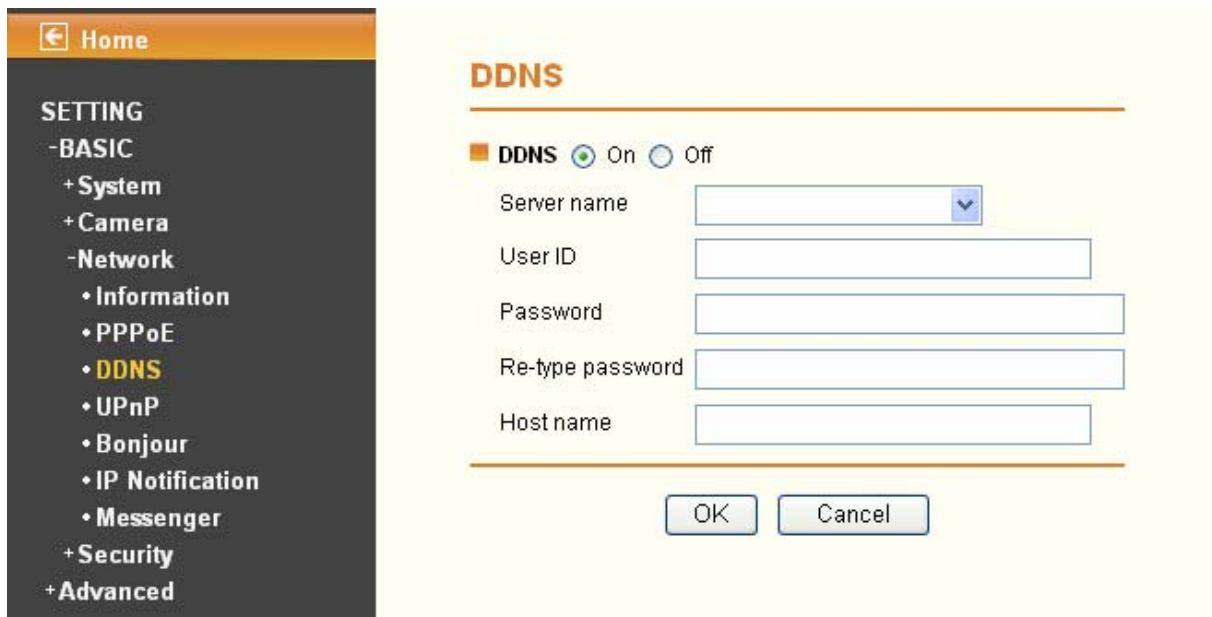 Home
SETTING
-BASIC
+System
+Camera
-Network
•Information
•PPPoE
•DDNS
•UPnP
•Bonjour
•IP Notification
•Messenger
+Security
+Advanced
DDNS
DDNS On Off
Server name
User ID
Password
Re-type password
Host name
OK Cancel